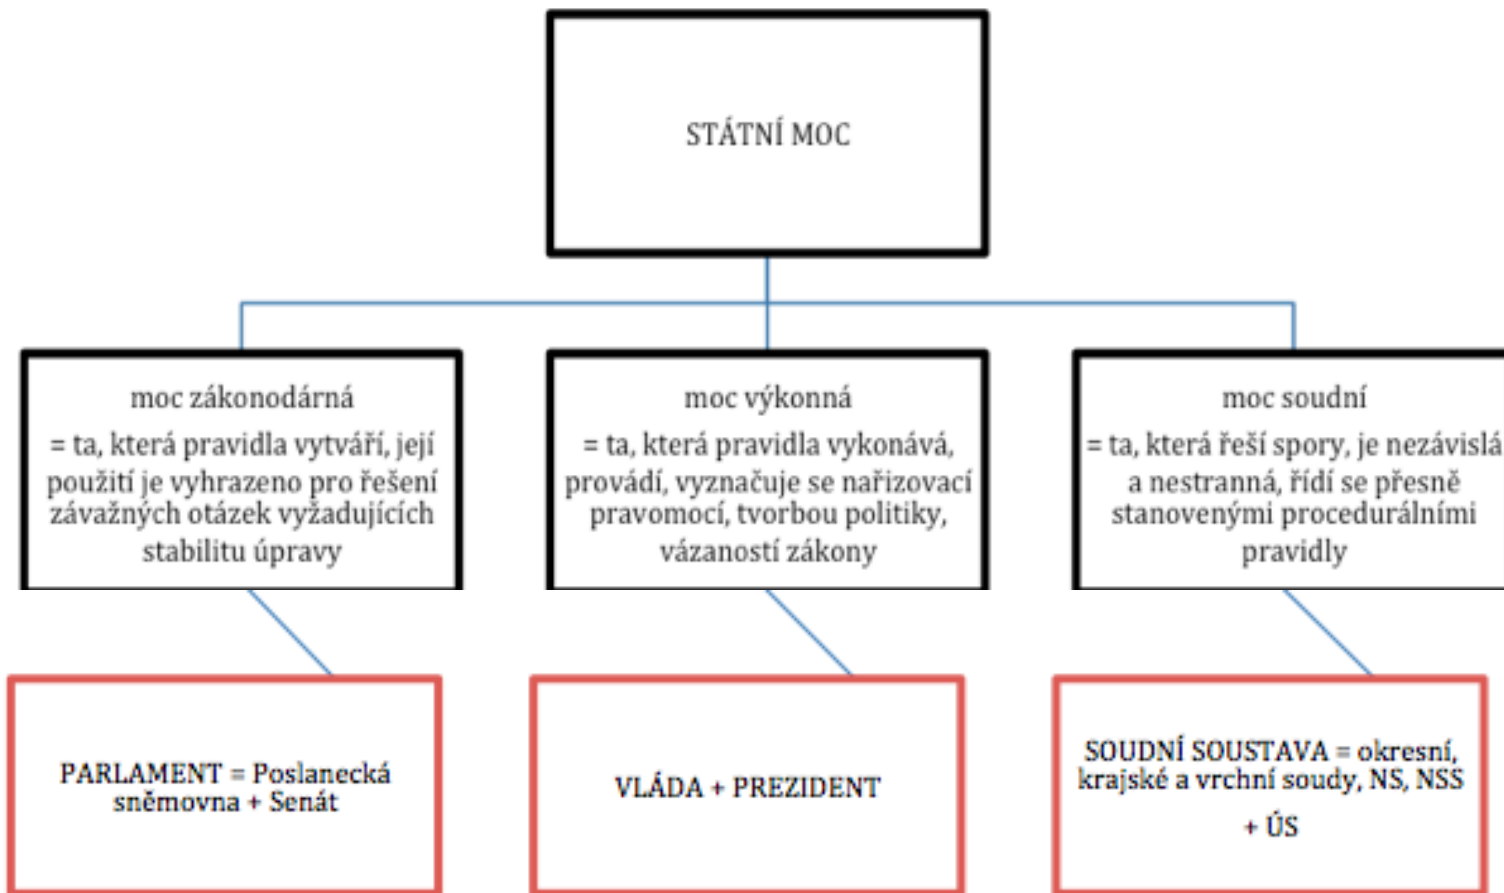 STÁTNÍ MOC
moc zákonodárná
= ta, která pravidla vytváří, její
použití je vyhrazeno pro řešení
závažných otázek vyžadujících
stabilitu úpravy
moc výkonná
= ta, která pravidla vykonává,
provádí, vyznačuje se nařizovací
pravomocí, tvorbou politiky,
vázaností zákony
moc soudní
= ta, která řeší spory, je nezávislá
a nestranná, řídí se přesně
stanovenými procedurálními
pravidly
PARLAMENT = Poslanecká
sněmovna + Senát
VLÁDA + PREZIDENT
SOUDNÍ SOUSTAVA = okresní,
krajské a vrchní soudy, NS, NSS
+ ÚS